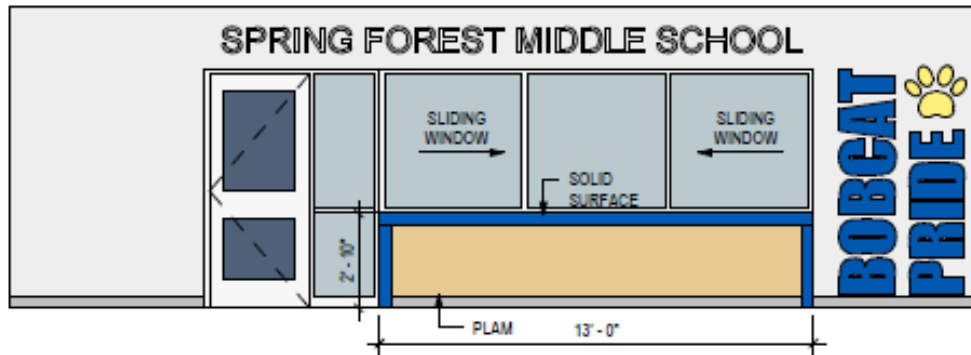 SPRING FOREST MIDDLE SCHOOL
SLIDING
WINDOW
SLIDING
WINDOW
SOLID
SURFACE
BOBCAT
PRIDE
2' - 10"
PLAM
13' - 0"